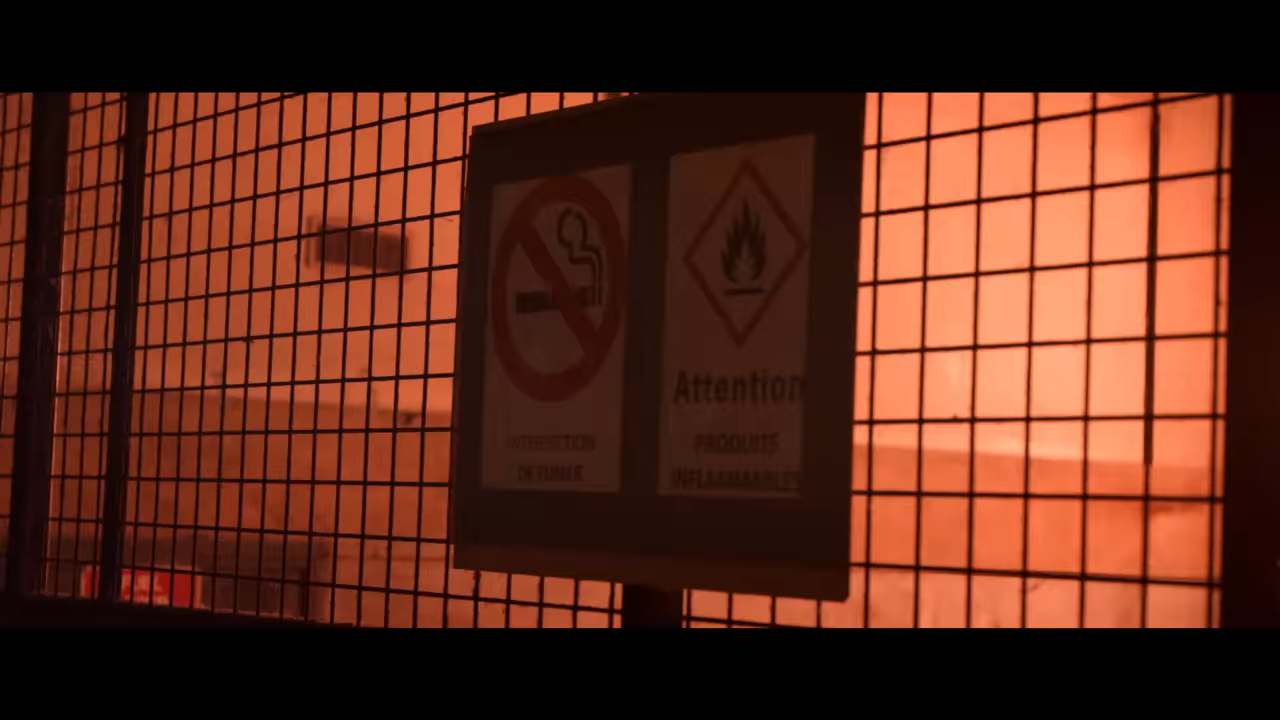 INTERDICTION
DE FUMER
Attention
PRODUITS
INFLAMMABLES